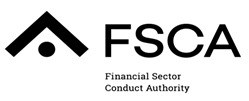 FSCA
Financial Sector
Conduct Authority